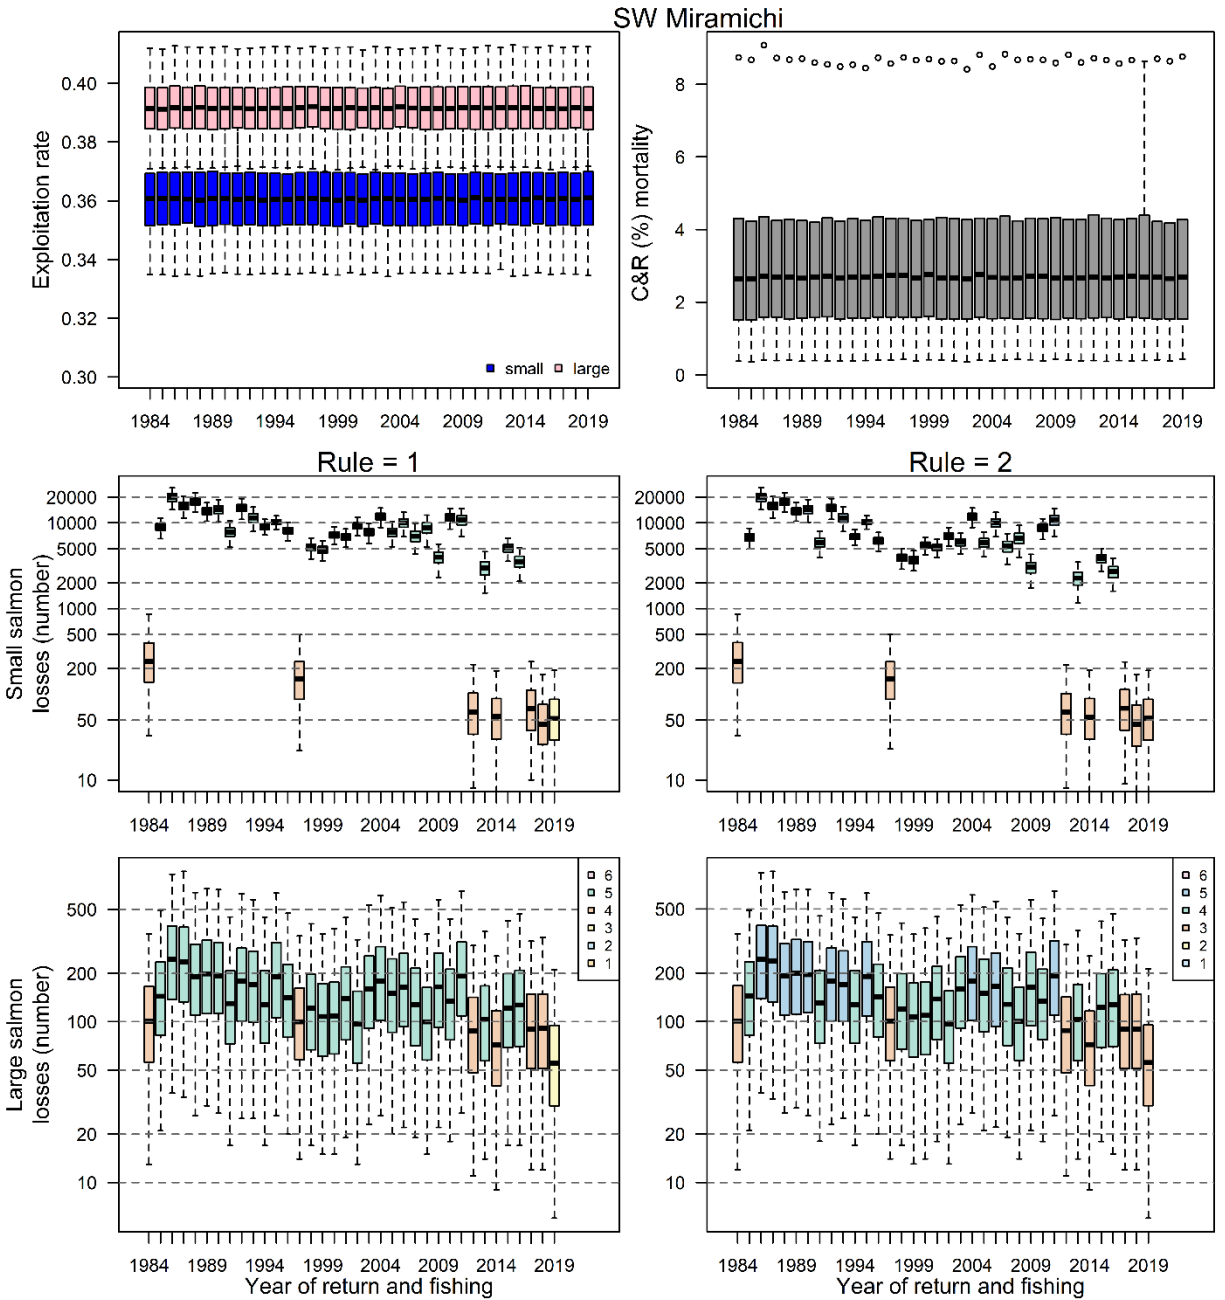 SW Miramichi
Exploitation rate
0.40
0.38
0.36
0.34
0.32
0.30
small large
1984 1989 1994 1999 2004 2009 2014 2019
C&R (%) mortality
8
6
4
2
0
1984 1989 1994 1999 2004 2009 2014 2019
Rule = 1
Small salmon
losses (number)
20000
10000
5000
2000
1000
500
200
50
10
1984 1989 1994 1999 2004 2009 2014 2019
Rule = 2
20000
10000
5000
2000
1000
500
200
50
10
1984 1989 1994 1999 2004 2009 2014 2019
Large salmon
losses (number)
500
200
100
50
20
10
6
5
4
3
2
1
1984 1989 1994 1999 2004 2009 2014 2019
Year of return and fishing
500
200
100
50
20
10
6
5
4
3
2
1
1984 1989 1994 1999 2004 2009 2014 2019
Year of return and fishing